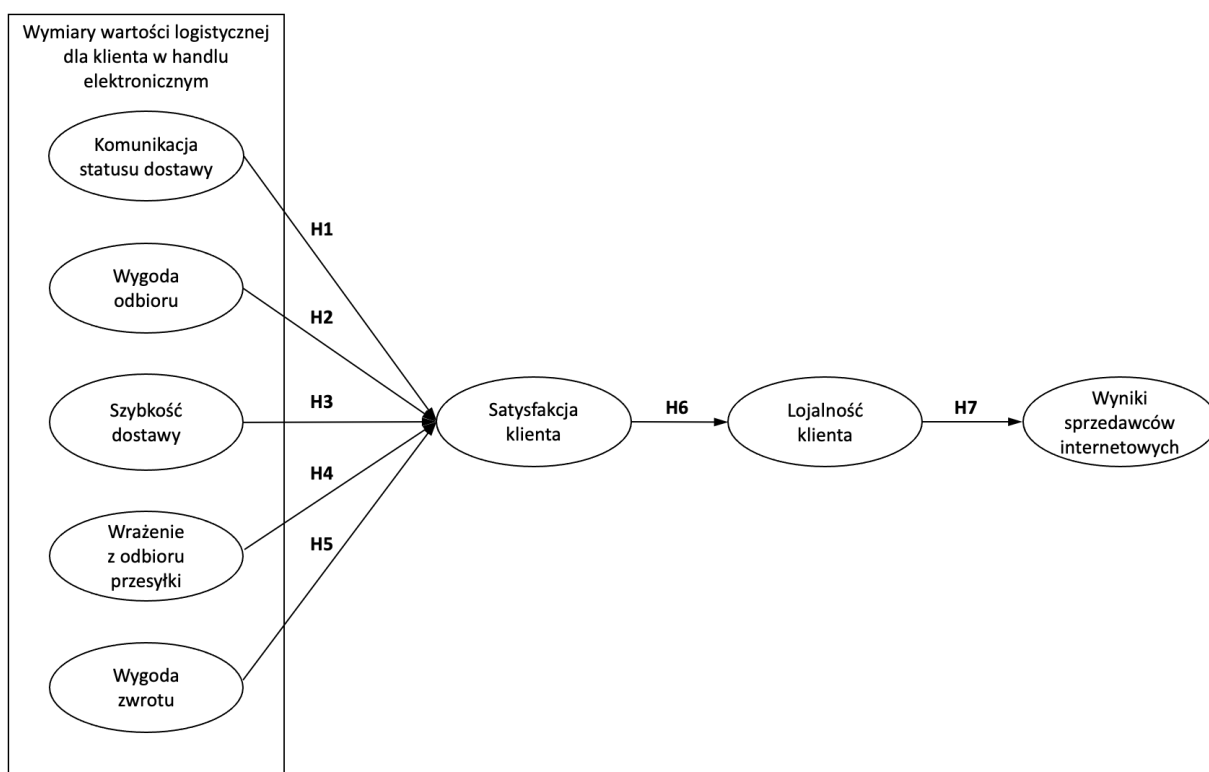 Wymiary wartości logistycznej
dla klienta w handlu
elektronicznym
Komunikacja
statusu dostawy
H1
Wygoda
odbioru
H2
Szybkość
dostawy
H3
Satysfakcja
klienta
H6
Lojalność
klienta
H7
Wyniki
sprzedawców
internetowych
H4
Wrażenie
z odbioru
przesyłki
H5
Wygoda
zwrotu